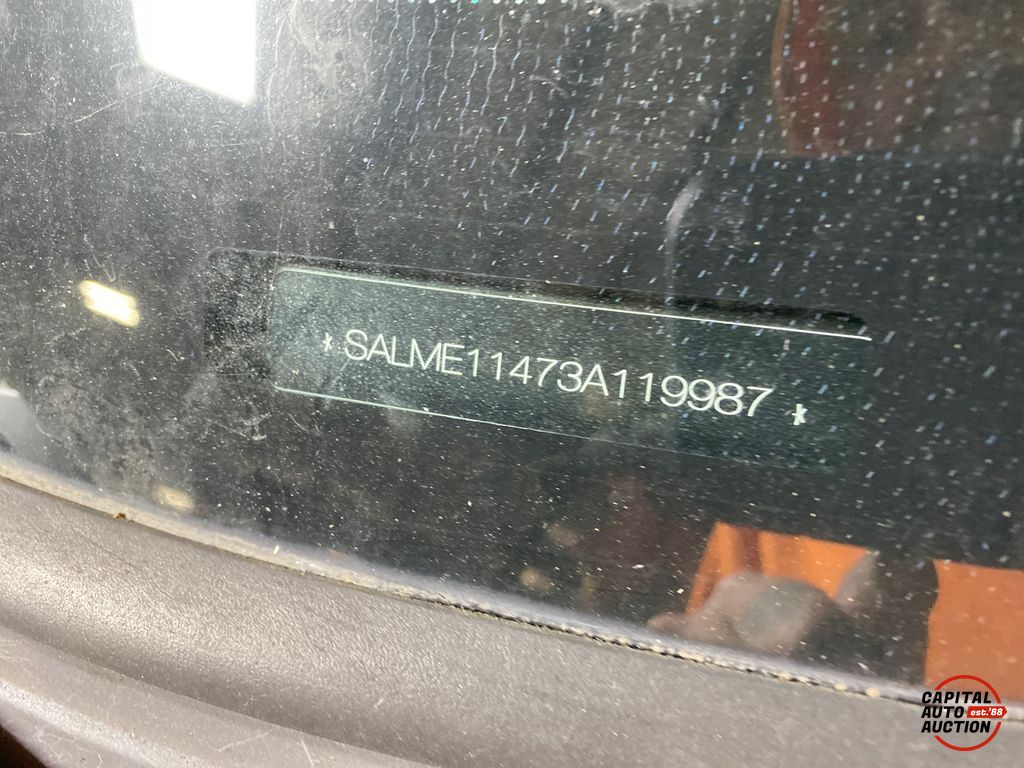 * SALME11473A119987 *
CAPITAL
AUTO est.'88
AUCTION